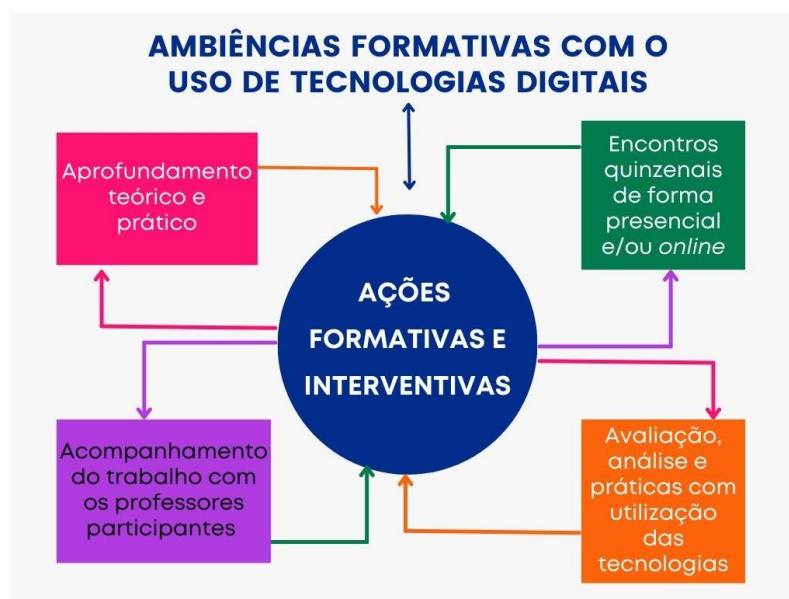 AMBIÊNCIAS FORMATIVAS COM O
USO DE TECNOLOGIAS DIGITAIS
Aprofundamento
teórico e
prático
Encontros
quinzenais
de forma
presencial
e/ou online
AÇÕES
FORMATIVAS E
INTERVENTIVAS
Acompanhamento
do trabalho com
os professores
participantes
Avaliação,
análise e
práticas com
utilização
das
tecnologias